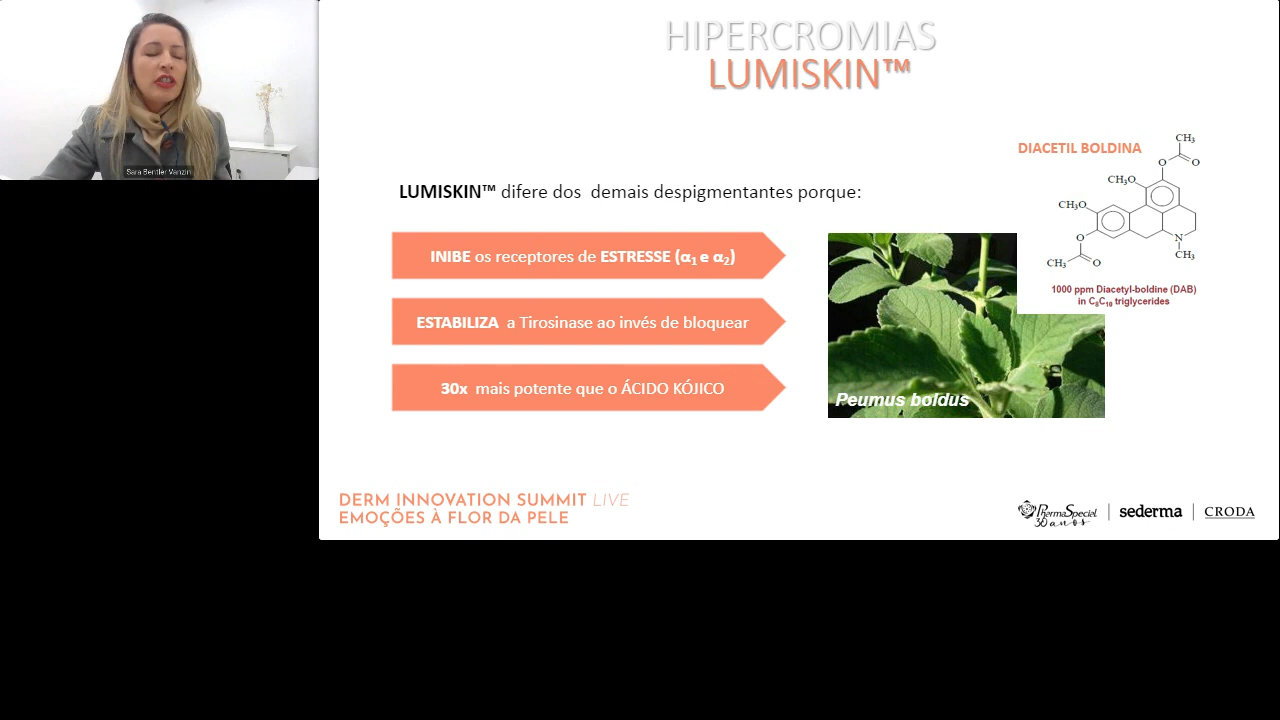 HIPERCROMIAS
LUMISKIN™
Sara Bentler Vanzin
DIACETIL BOLDINA
CH₃
O
O
CH₃O
CH₃O
O
N
CH₃
CH₃
O
1000 ppm Diacetyl-boldine (DAB)
in C₈C₁₀ triglycerides
LUMISKIN™ difere dos demais despigmentantes porque:
INIBE os receptores de ESTRESSE (α₁ e α₂)
ESTABILIZA a Tirosinase ao invés de bloquear
30x mais potente que o ÁCIDO KÓJICO
Peumus boldus
DERM INNOVATION SUMMIT LIVE
EMOÇÕES À FLOR DA PELE
PharmaSpecial
30 anos
sederma
CRODA